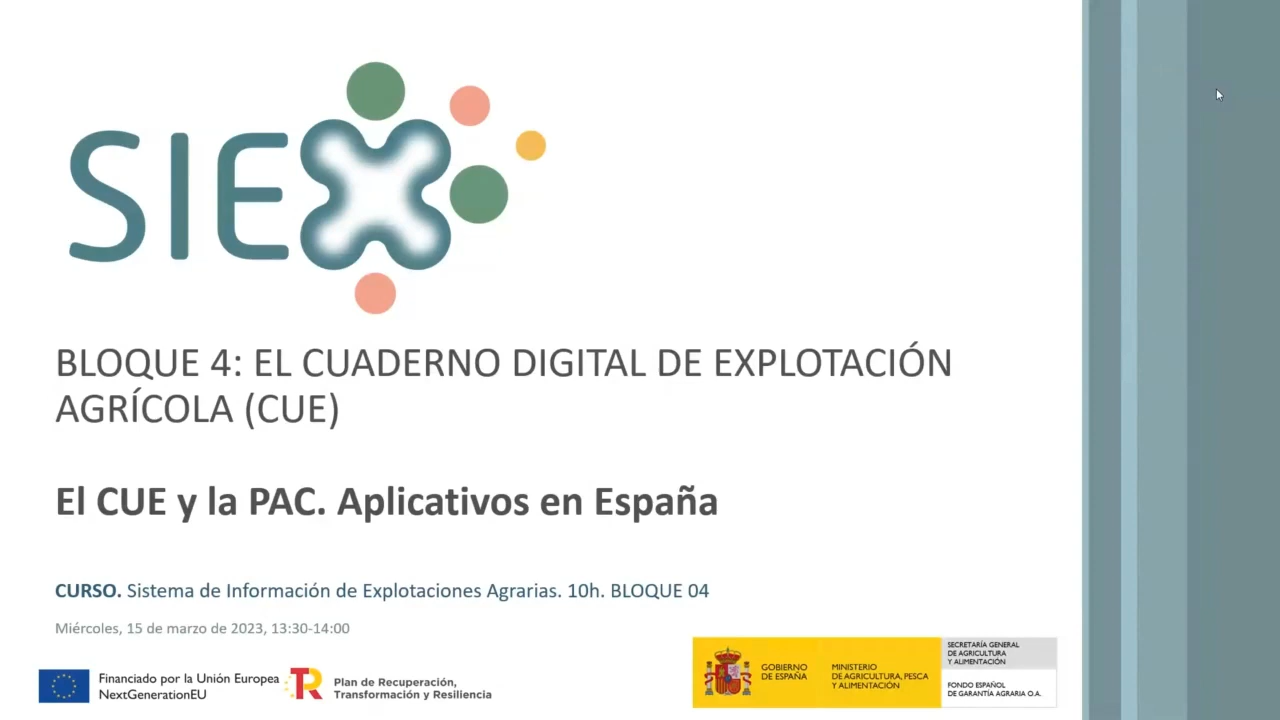 SIEX
BLOQUE 4: EL CUADERNO DIGITAL DE EXPLOTACIÓN
AGRÍCOLA (CUE)
El CUE y la PAC. Aplicativos en España
CURSO. Sistema de Información de Explotaciones Agrarias. 10h. BLOQUE 04
Miércoles, 15 de marzo de 2023, 13:30-14:00
Financiado por la Unión Europea
NextGenerationEU
TR
Plan de Recuperación,
Transformación y Resiliencia
GOBIERNO
DE ESPAÑA
MINISTERIO
DE AGRICULTURA, PESCA
Y ALIMENTACIÓN
SECRETARÍA GENERAL
DE AGRICULTURA
Y ALIMENTACIÓN
FONDO ESPAÑOL
DE GARANTÍA AGRARIA O.A.